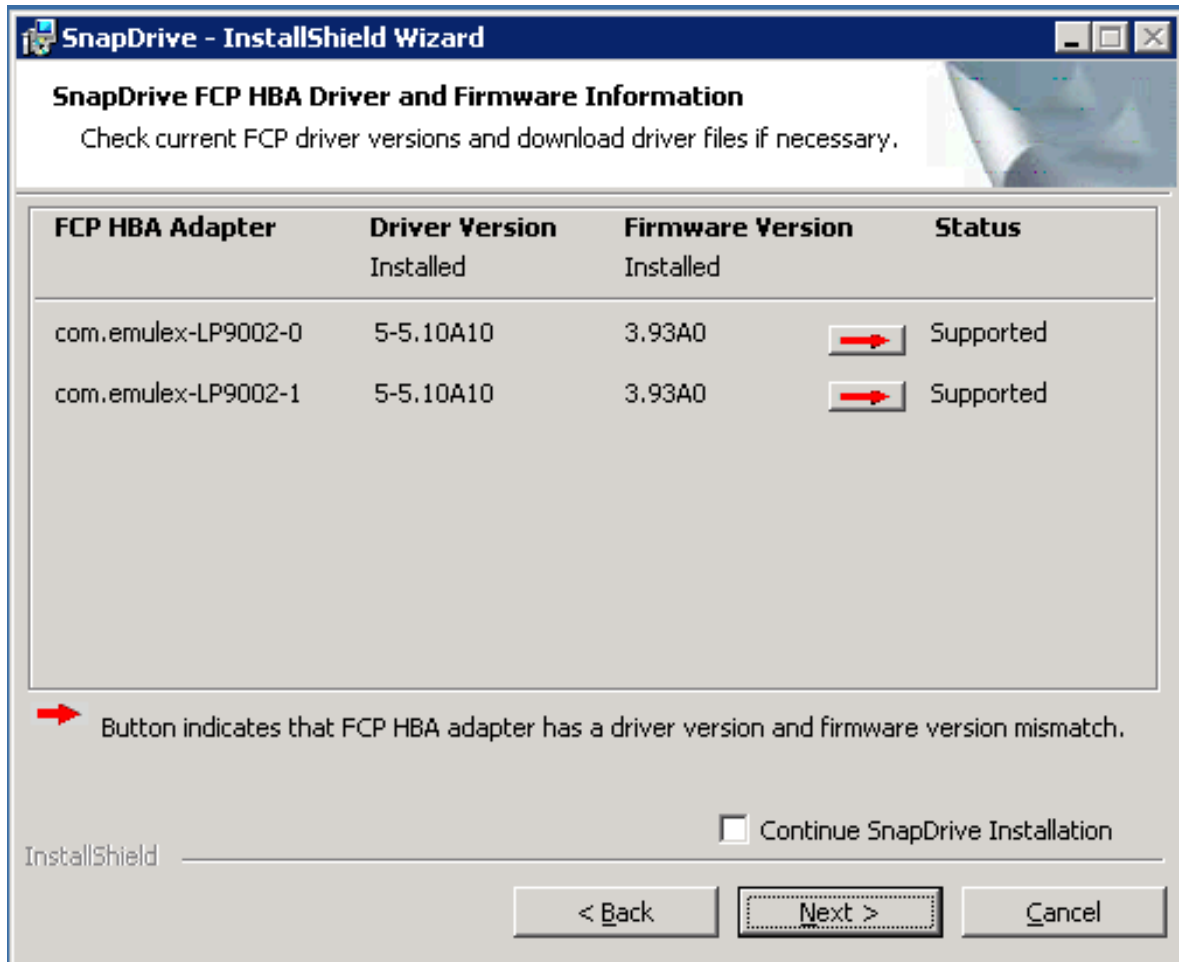 SnapDrive - InstallShield Wizard
SnapDrive FCP HBA Driver and Firmware Information
Check current FCP driver versions and download driver files if necessary.
FCP HBA Adapter Driver Version Firmware Version Status
Installed Installed
com.emulex-LP9002-0 5-5.10A10 3.93A0 Supported
com.emulex-LP9002-1 5-5.10A10 3.93A0 Supported
Button indicates that FCP HBA adapter has a driver version and firmware version mismatch.
Continue SnapDrive Installation
InstallShield
< Back Next > Cancel